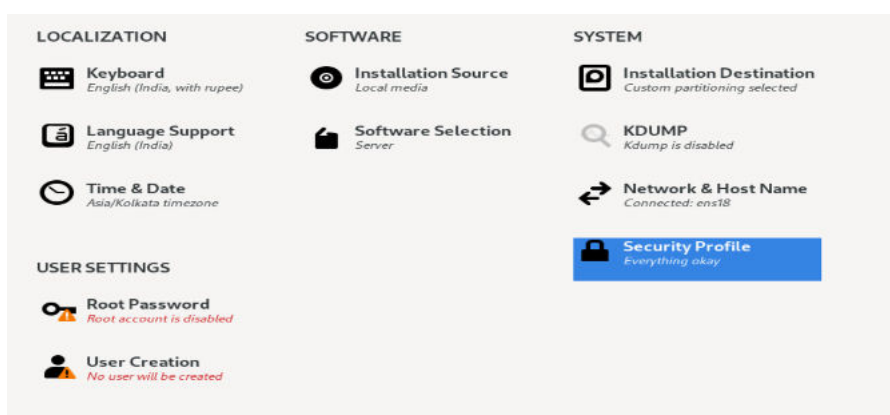 LOCALIZATION
Keyboard
English (India, with rupee)
Language Support
English (India)
Time & Date
Asia/Kolkata timezone
USER SETTINGS
Root Password
Root account is disabled
User Creation
No user will be created
SOFTWARE
Installation Source
Local media
Software Selection
Server
SYSTEM
Installation Destination
Custom partitioning selected
KDUMP
Kdump is disabled
Network & Host Name
Connected: ens18
Security Profile
Everything okay